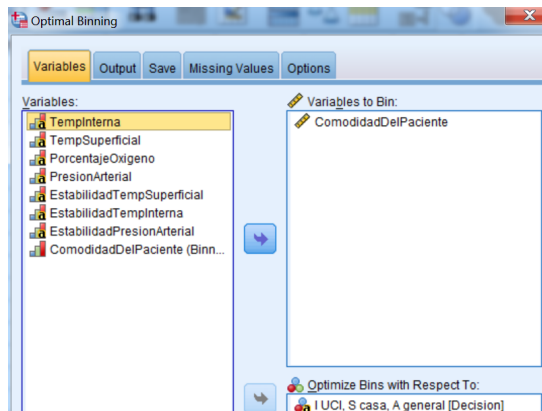 Optimal Binning
Variables Output Save Missing Values Options
Variables:
TempInterna
TempSuperficial
PorcentajeOxigeno
PresionArterial
EstabilidadTempSuperficial
EstabilidadTempInterna
EstabilidadPresionArterial
ComodidadDelPaciente (Binn...
Variables to Bin:
ComodidadDelPaciente
Optimize Bins with Respect To:
I UCI, S casa, A general [Decision]